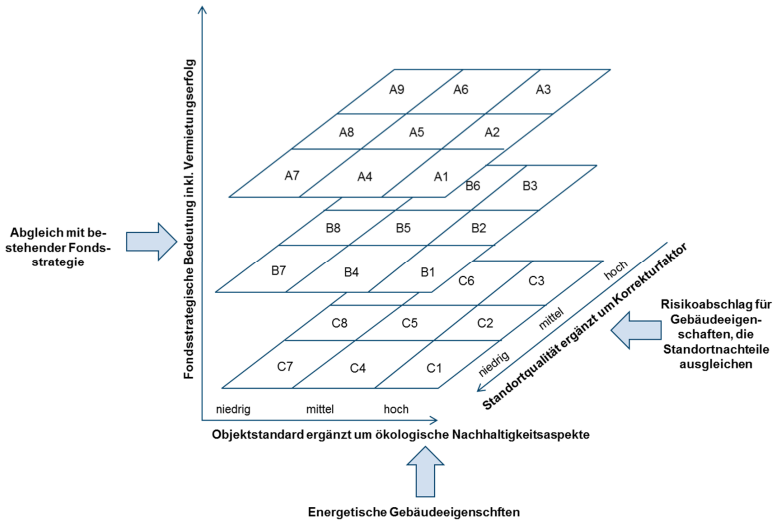 Fondsstrategische Bedeutung inkl. Vermietungserfolg
A9 A6 A3
A8 A5 A2
A7 A4 A1
B6 B3
B8 B5 B2
B7 B4 B1
C6 C3
C8 C5 C2
C7 C4 C1
Abgleich mit be-
stehender Fonds-
strategie
hoch
mittel
niedrig
Standortqualität ergänzt um Korrekturfaktor
Risikoabschlag für
Gebäudeeigen-
schaften, die
Standortnachteile
ausgleichen
niedrig mittel hoch
Objektstandard ergänzt um ökologische Nachhaltigkeitsaspekte
Energetische Gebäudeeigenschften